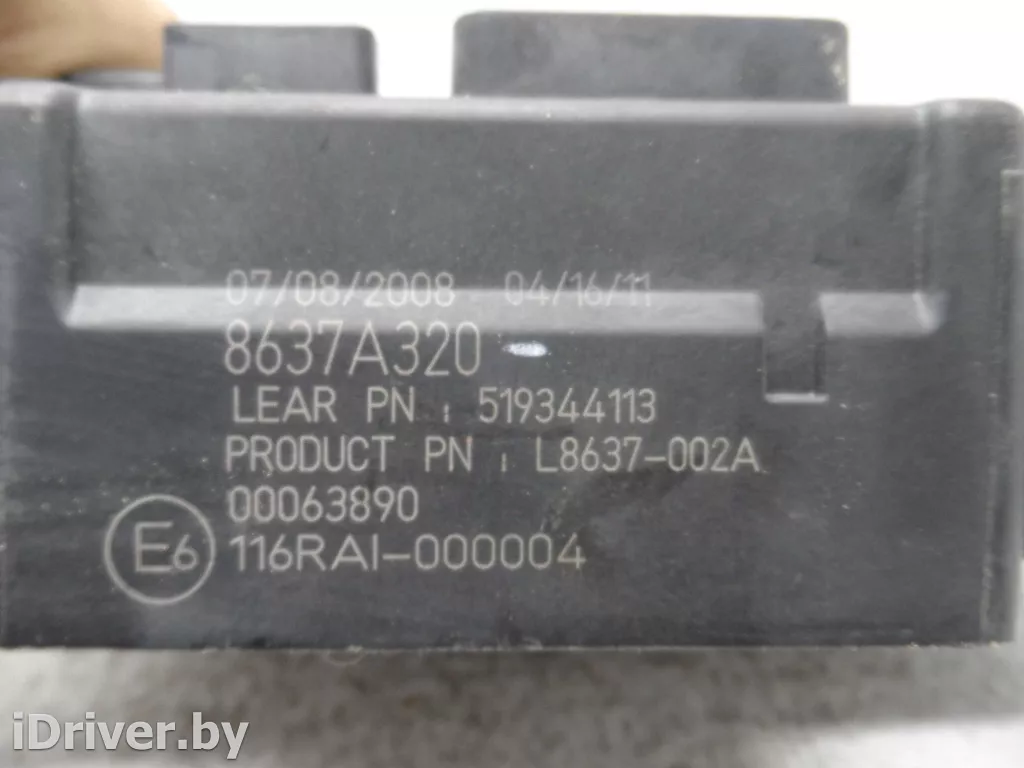 07/08/2008 04/16/11
8637A320
LEAR PN : 519344113
PRODUCT PN : L8637-002A
00063890
E6 116RAI-000004
iDriver.by